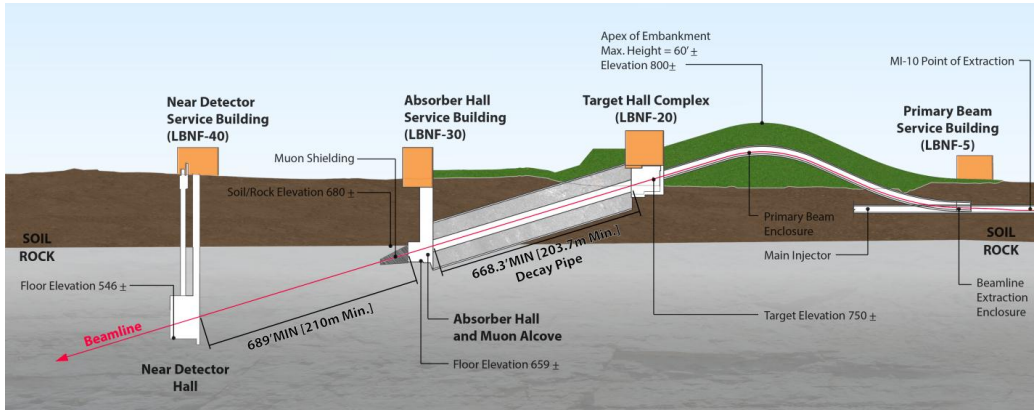 Apex of Embankment
Max. Height = 60' ±
Elevation 800±
MI-10 Point of Extraction
Near Detector
Service Building
(LBNF-40)
Absorber Hall
Service Building
(LBNF-30)
Target Hall Complex
(LBNF-20)
Primary Beam
Service Building
(LBNF-5)
Muon Shielding
Soil/Rock Elevation 680 ±
Primary Beam
Enclosure
SOIL
ROCK
SOIL
ROCK
Main Injector
668.3'MIN [203.7m Min.]
Decay Pipe
Floor Elevation 546 ±
Beamline
Extraction
Enclosure
689'MIN [210m Min.]
Absorber Hall
and Muon Alcove
Target Elevation 750 ±
Beamline
Floor Elevation 659 ±
Near Detector
Hall